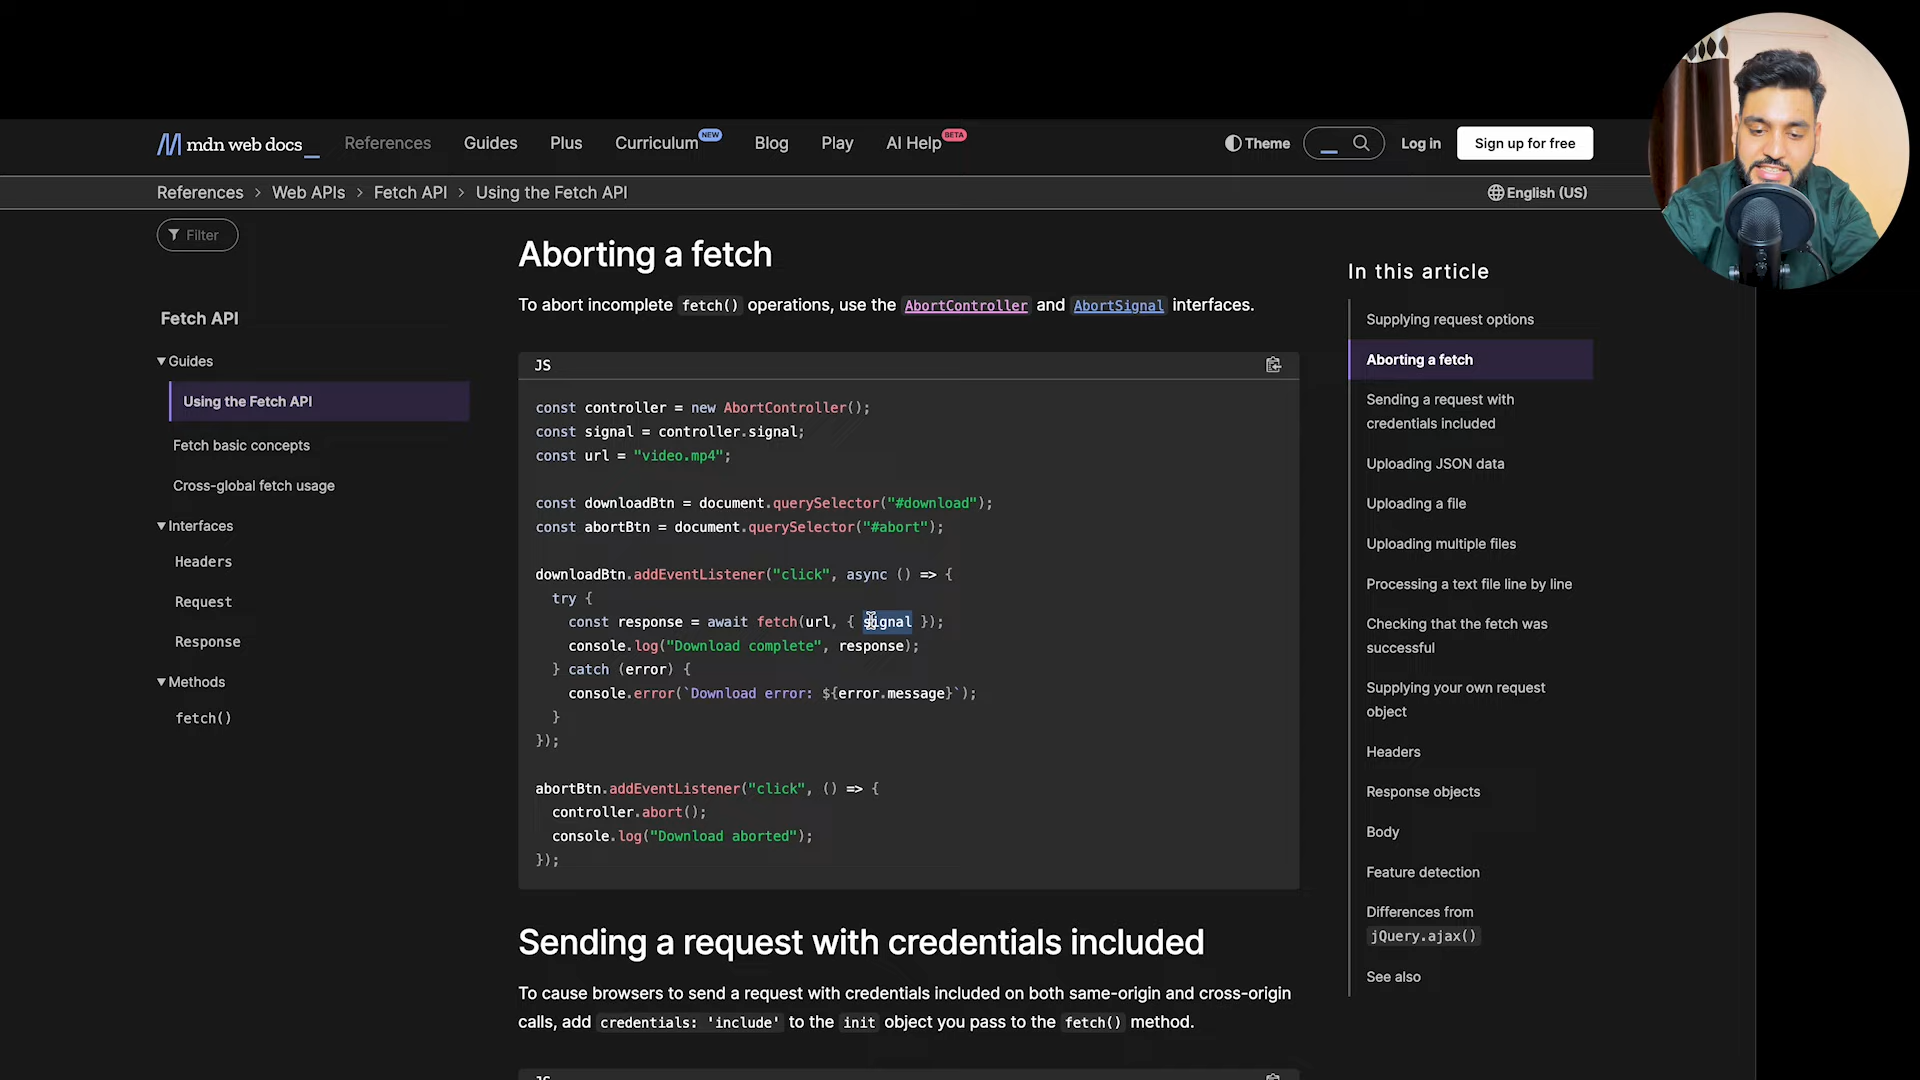 mdn web docs
References
Guides
Plus
Curriculum NEW
Blog
Play
AI Help BETA
Theme
Log in
Sign up for free
References > Web APIs > Fetch API > Using the Fetch API
English (US)
Filter
Fetch API
Guides
Using the Fetch API
Fetch basic concepts
Cross-global fetch usage
Interfaces
Headers
Request
Response
Methods
fetch()
Aborting a fetch
To abort incomplete fetch() operations, use the AbortController and AbortSignal interfaces.
JS
const controller = new AbortController();
const signal = controller.signal;
const url = "video.mp4";
const downloadBtn = document.querySelector("#download");
const abortBtn = document.querySelector("#abort");
downloadBtn.addEventListener("click", async () => {
try {
const response = await fetch(url, { signal });
console.log("Download complete", response);
} catch (error) {
console.error(`Download error: ${error.message}`);
}
});
abortBtn.addEventListener("click", () => {
controller.abort();
console.log("Download aborted");
});
Sending a request with credentials included
To cause browsers to send a request with credentials included on both same-origin and cross-origin
calls, add credentials: 'include' to the init object you pass to the fetch() method.
JS
In this article
Supplying request options
Aborting a fetch
Sending a request with
credentials included
Uploading JSON data
Uploading a file
Uploading multiple files
Processing a text file line by line
Checking that the fetch was
successful
Supplying your own request
object
Headers
Response objects
Body
Feature detection
Differences from
jQuery.ajax()
See also